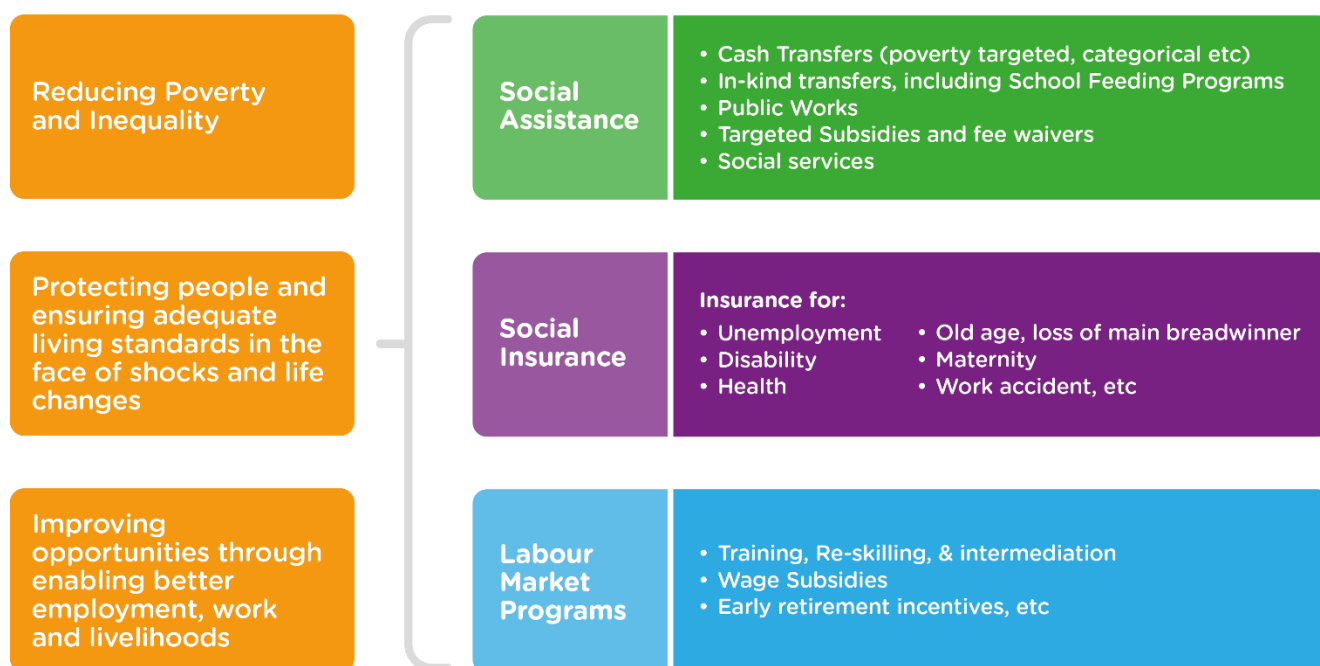 Reducing Poverty
and Inequality
Protecting people and
ensuring adequate
living standards in the
face of shocks and life
changes
Improving
opportunities through
enabling better
employment, work
and livelihoods
Social
Assistance
• Cash Transfers (poverty targeted, categorical etc)
• In-kind transfers, including School Feeding Programs
• Public Works
• Targeted Subsidies and fee waivers
• Social services
Social
Insurance
Insurance for:
• Unemployment
• Disability
• Health
• Old age, loss of main breadwinner
• Maternity
• Work accident, etc
Labour
Market
Programs
• Training, Re-skilling, & intermediation
• Wage Subsidies
• Early retirement incentives, etc